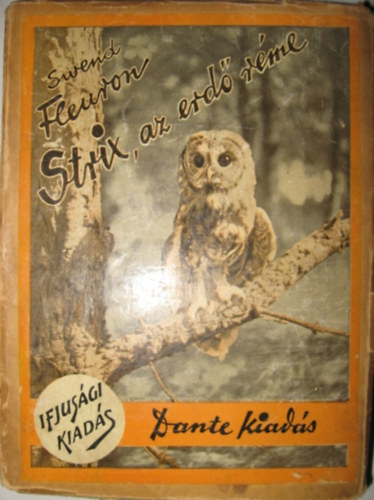 Swend
Fleuron
Strix, az erdő réme
IFJUSÁGI
KIADÁS
Dante Kiadás